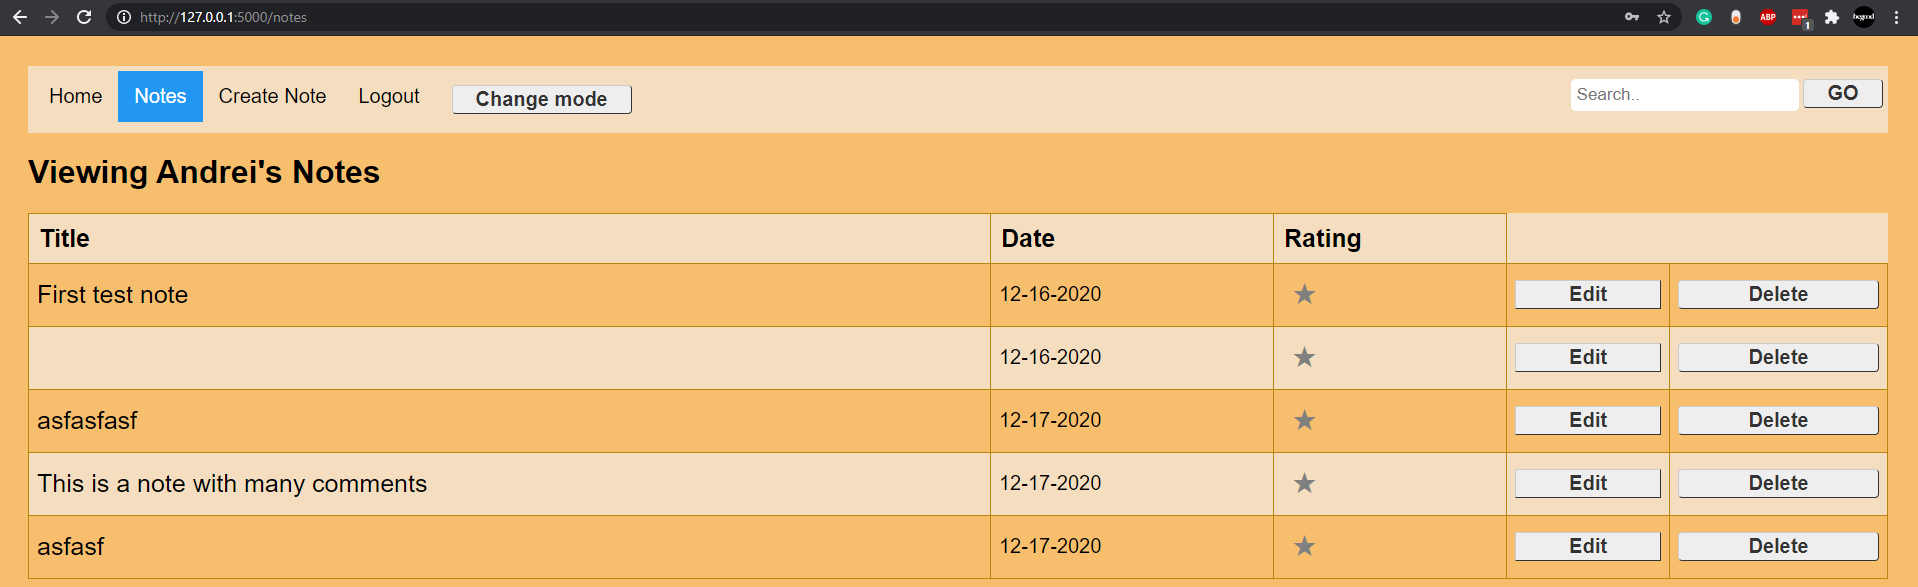 http://127.0.0.1:5000/notes
ABP
1
begood
Home Notes Create Note Logout Change mode Search.. GO
Viewing Andrei's Notes
Title Date Rating
First test note 12-16-2020 ★ Edit Delete
12-16-2020 ★ Edit Delete
asfasfasf 12-17-2020 ★ Edit Delete
This is a note with many comments 12-17-2020 ★ Edit Delete
asfasf 12-17-2020 ★ Edit Delete